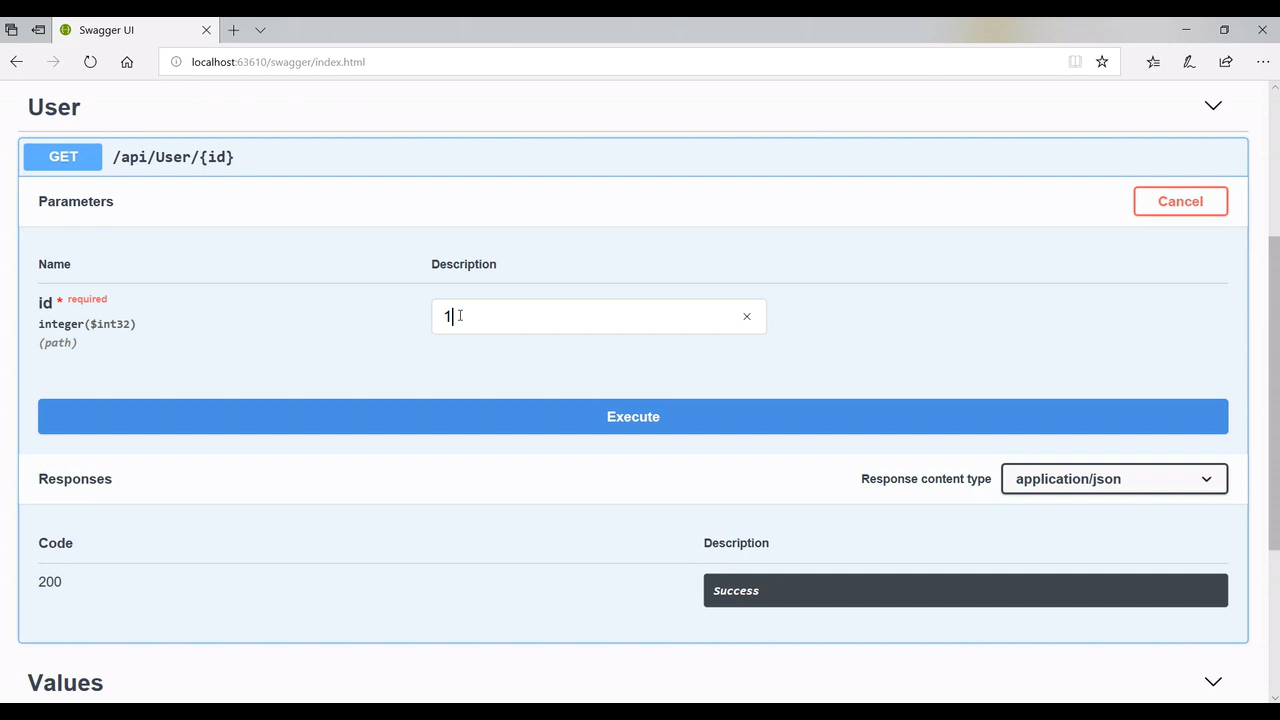 Swagger UI
localhost:63610/swagger/index.html
User
GET /api/User/{id}
Parameters
Cancel
Name Description
id * required
integer($int32)
(path)
1
Execute
Responses Response content type application/json
Code Description
200 Success
Values